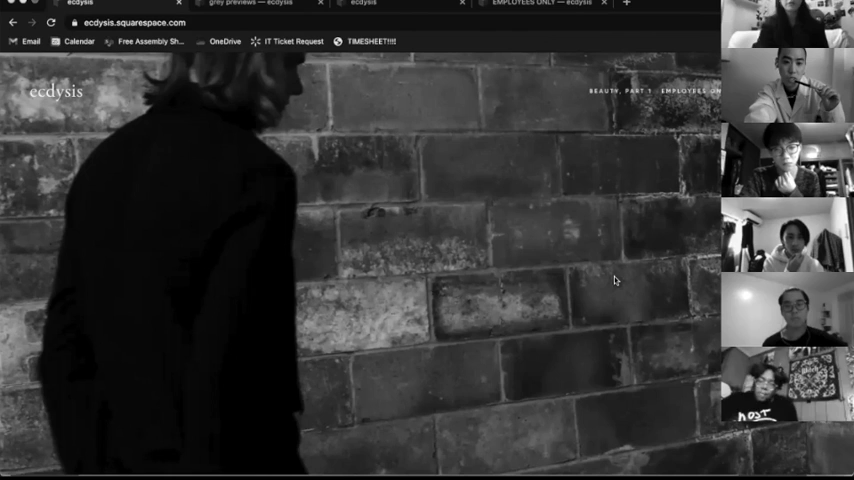 ecdysis
grey previews — ecdysis
ecdysis
EMPLOYEES ONLY — ecdysis
ecdysis.squarespace.com
Email
Calendar
Free Assembly Sh...
OneDrive
IT Ticket Request
TIMESHEET!!!!
ecdysis
BEAUTY, PART 1 EMPLOYEES ON